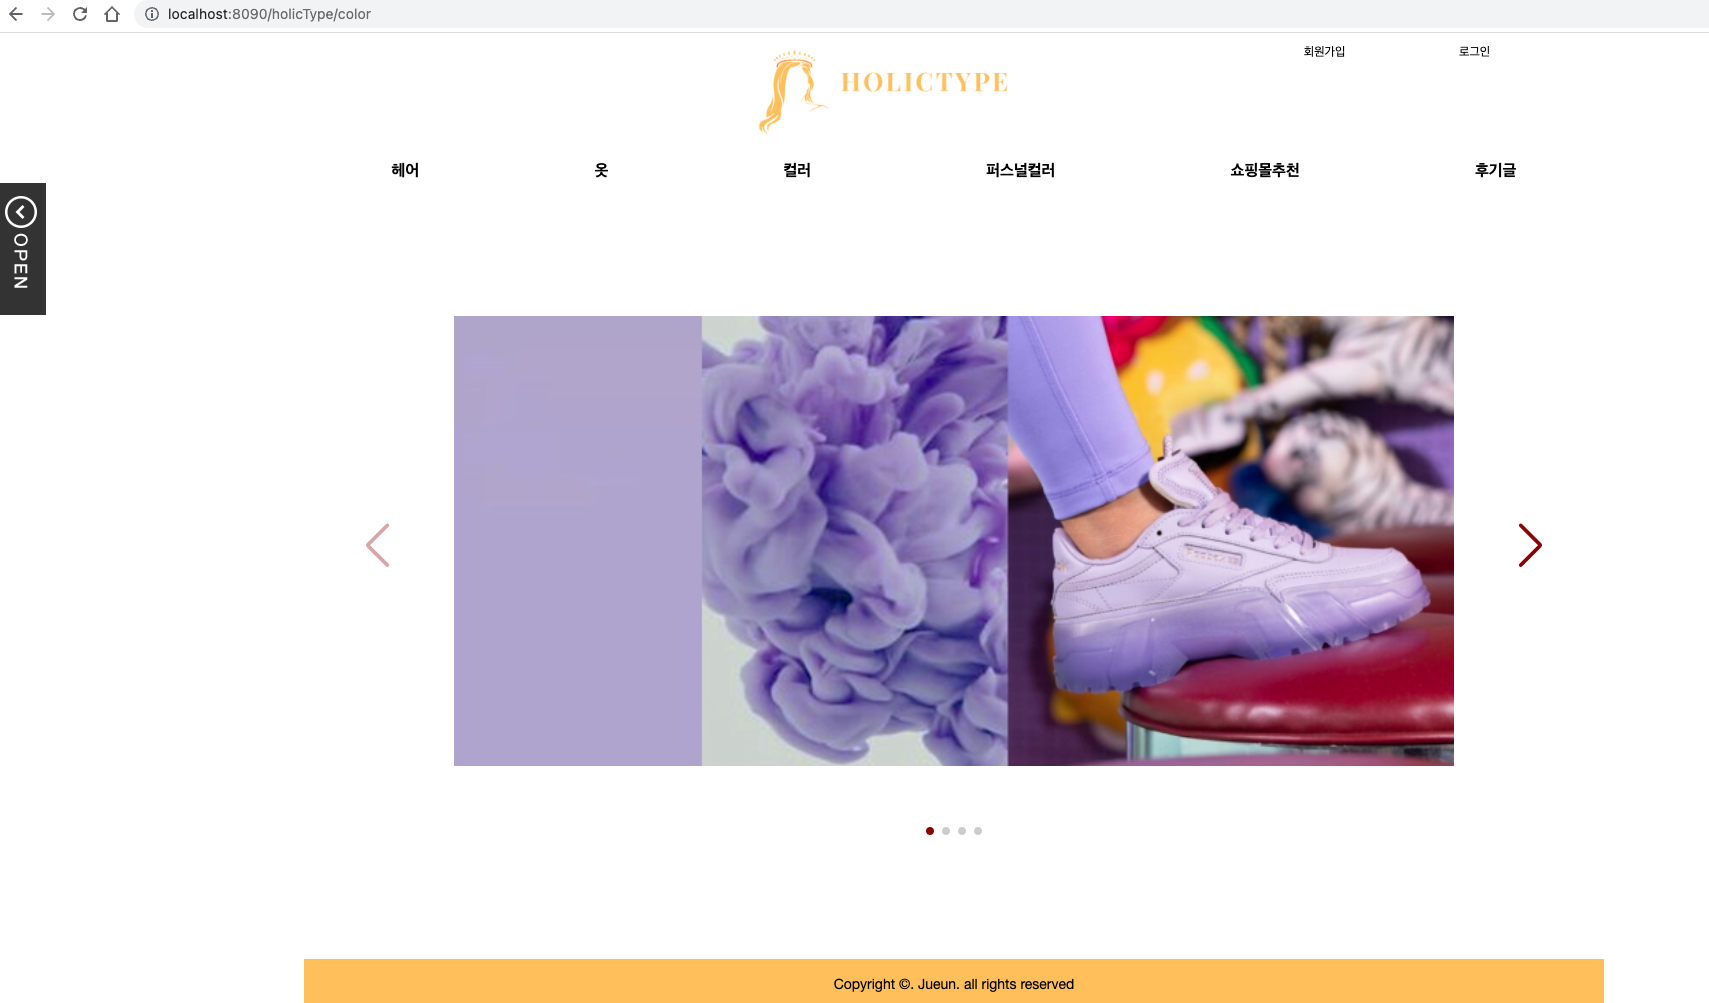 localhost:8090/holicType/color
회원가입 로그인
HOLICTYPE
헤어 옷 컬러 퍼스널컬러 쇼핑몰추천 후기글
OPEN
Copyright ©. Jueun. all rights reserved